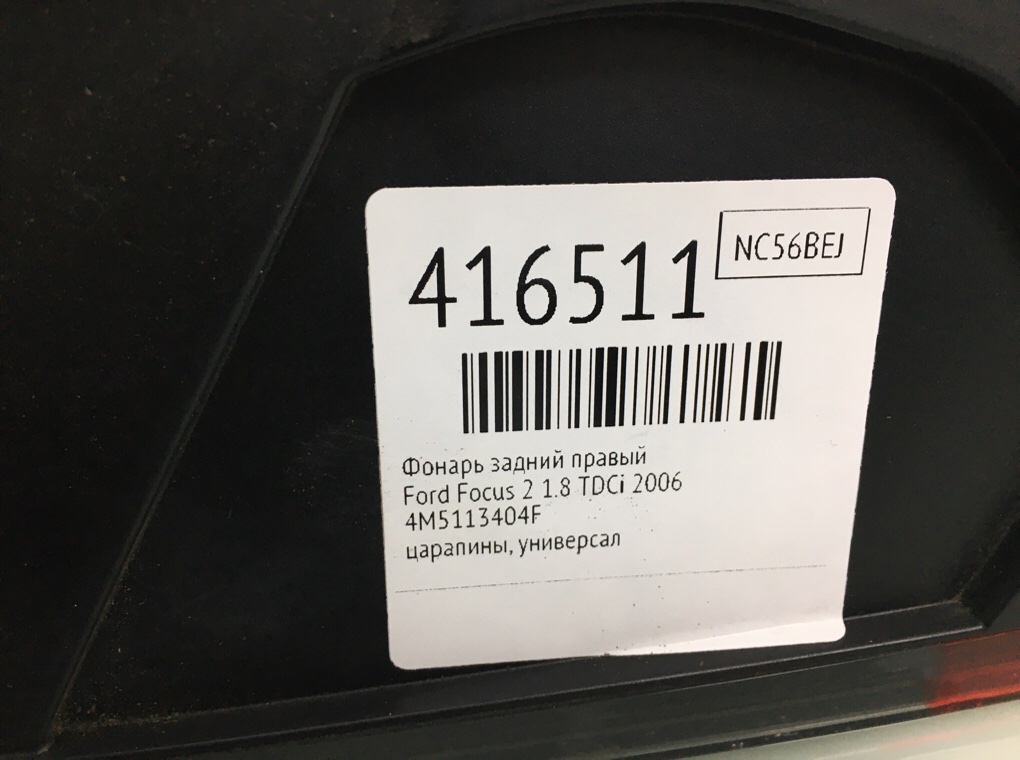 416511
NC56BEJ
Фонарь задний правый
Ford Focus 2 1.8 TDCi 2006
4M5113404F
царапины, универсал